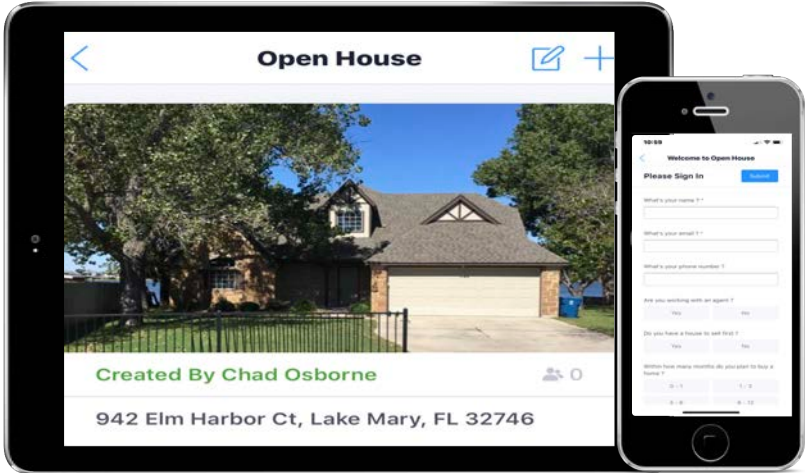 Open House
Created By Chad Osborne
0
942 Elm Harbor Ct, Lake Mary, FL 32746
10:59
Welcome to Open House
Please Sign In
Submit
What's your name ? *
What's your email ? *
What's your phone number ?
Are you working with an agent ?
Yes No
Do you have a house to sell first ?
Yes No
Within how many months do you plan to buy a
home ?
0 - 1